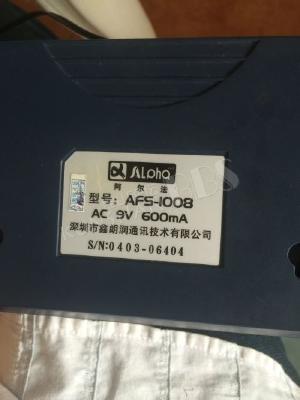 α ALpha
阿尔法
型号: AFS-1008
AC 9V 600mA
深圳市鑫朗润通讯技术有限公司
S/N:0403-06404